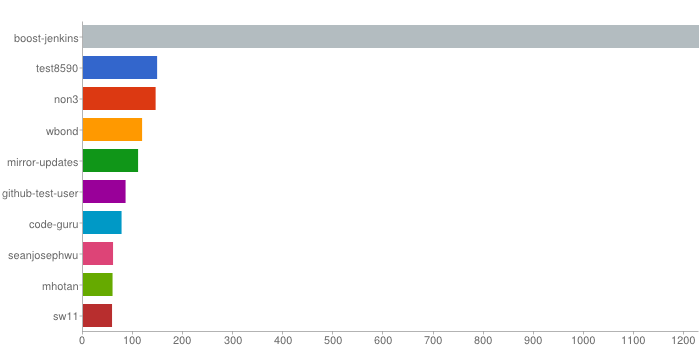 boost-jenkins
test8590
non3
wbond
mirror-updates
github-test-user
code-guru
seanjosephwu
mhotan
sw11
0 100 200 300 400 500 600 700 800 900 1000 1100 1200